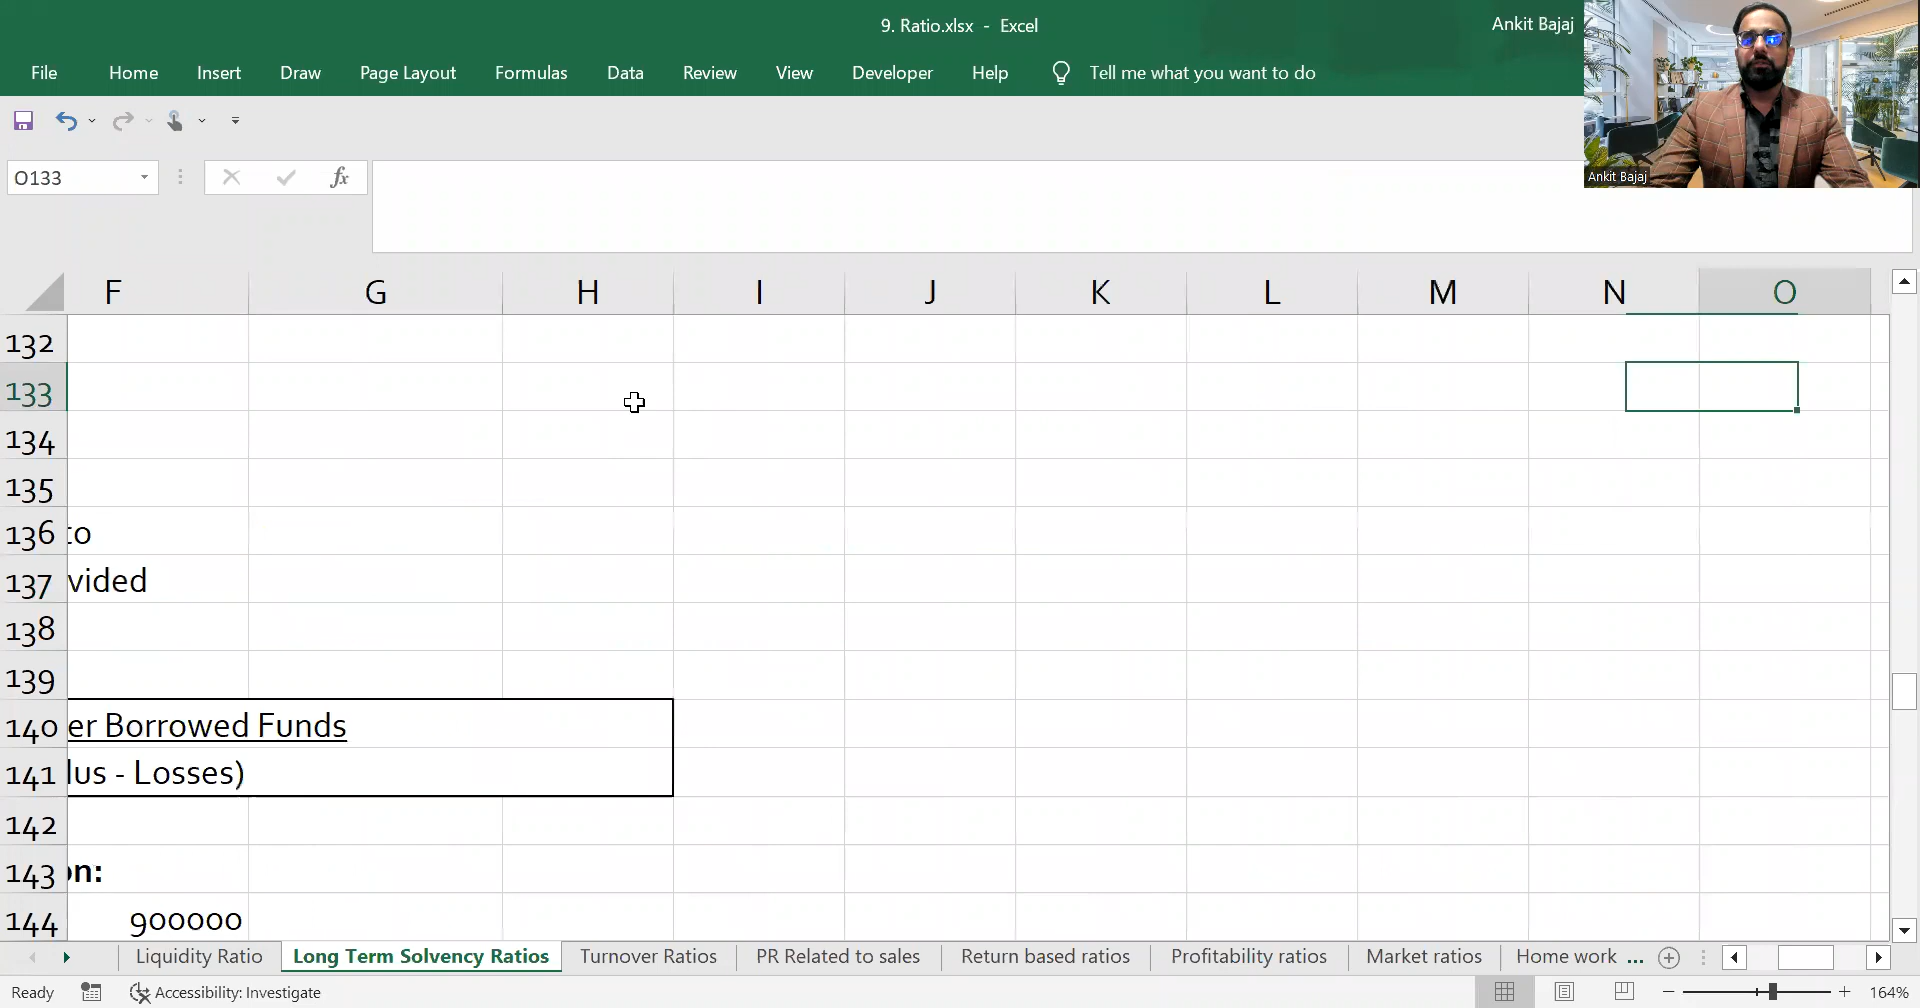 9. Ratio.xlsx - Excel
Ankit Bajaj
File Home Insert Draw Page Layout Formulas Data Review View Developer Help Tell me what you want to do
Ankit Bajaj
O133
fx
F G H I J K L M N O
132
133
134
135
136 to
137 vided
138
139
140 er Borrowed Funds
141 lus - Losses)
142
143 on:
144 900000
Liquidity Ratio Long Term Solvency Ratios Turnover Ratios PR Related to sales Return based ratios Profitability ratios Market ratios Home work ...
Ready Accessibility: Investigate 164%